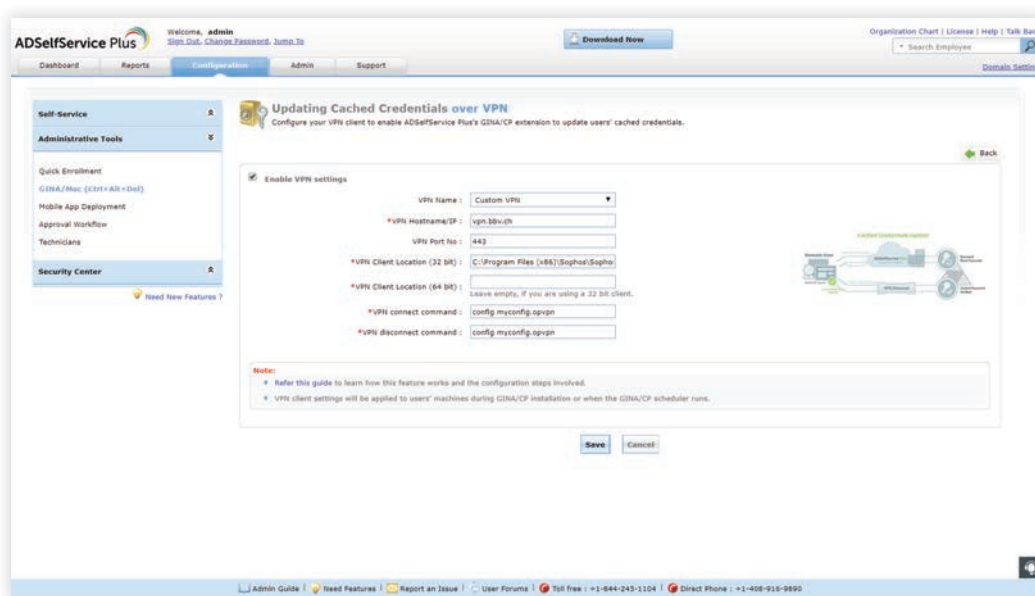 ADSelfService Plus
Welcome, admin
Sign Out, Change Password, Jump To
Download Now
Organization Chart | License | Help | Talk Bac
Search Employee
Dashboard Reports Configuration Admin Support
Domain Settin
Self-Service
Administrative Tools
Quick Enrollment
GINA/Mac (Ctrl+Alt+Del)
Mobile App Deployment
Approval Workflow
Technicians
Security Center
Need New Features ?
Updating Cached Credentials over VPN
Configure your VPN client to enable ADSelfService Plus's GINA/CP extension to update users' cached credentials.
Back
Enable VPN settings
VPN Name : Custom VPN
*VPN Hostname/IP : vpn.bbv.ch
VPN Port No : 443
*VPN Client Location (32 bit) : C:\Program Files (x86)\Sophos\Sopho
*VPN Client Location (64 bit) :
Leave empty, if you are using a 32 bit client.
*VPN connect command : config myconfig.opvpn
*VPN disconnect command : config myconfig.opvpn
Cached Credentials Update
Note:
Refer this guide to learn how this feature works and the configuration steps involved.
VPN client settings will be applied to users' machines during GINA/CP installation or when the GINA/CP scheduler runs.
Save Cancel
Admin Guide | Need Features | Report an Issue | User Forums | Toll free : +1-844-245-1104 | Direct Phone : +1-408-916-9890